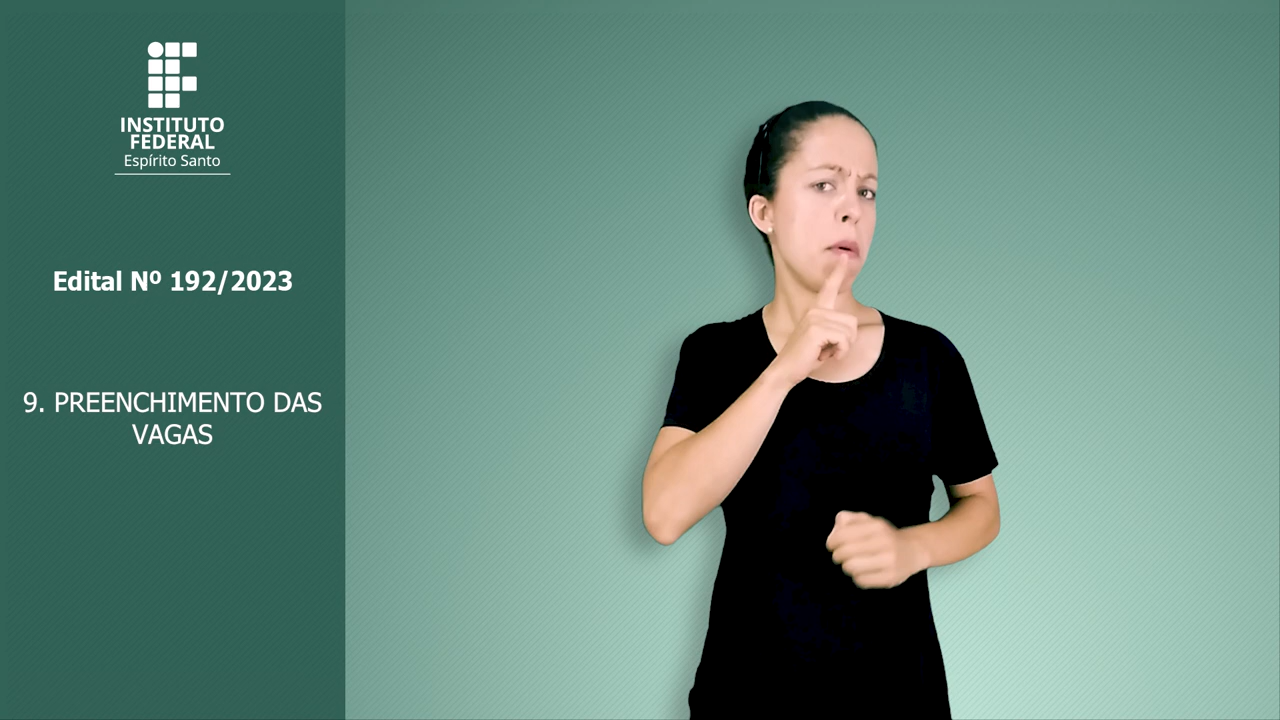 INSTITUTO
FEDERAL
Espírito Santo
Edital Nº 192/2023
9. PREENCHIMENTO DAS
VAGAS